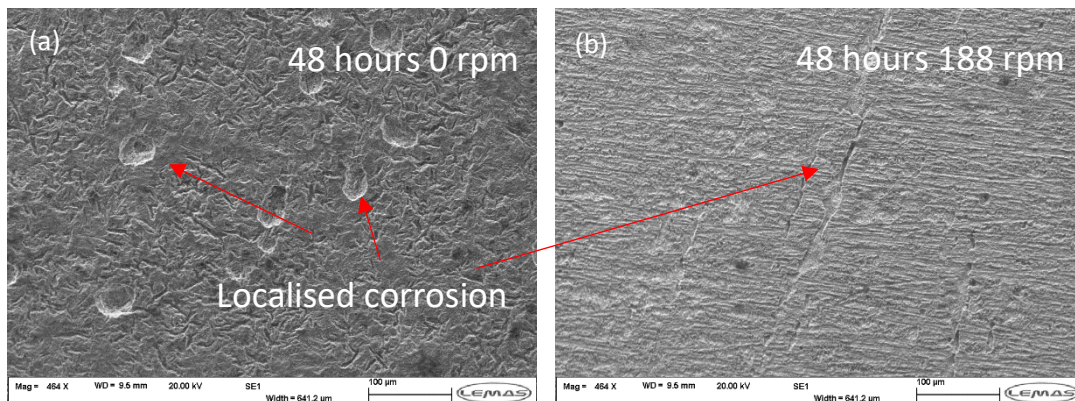 (a)
48 hours 0 rpm
Localised corrosion
Mag = 464 X WD = 9.5 mm 20.00 kV SE1 100 µm
Width = 641.2 µm LEMAS
(b)
48 hours 188 rpm
Mag = 464 X WD = 9.5 mm 20.00 kV SE1 100 µm
Width = 641.2 µm LEMAS